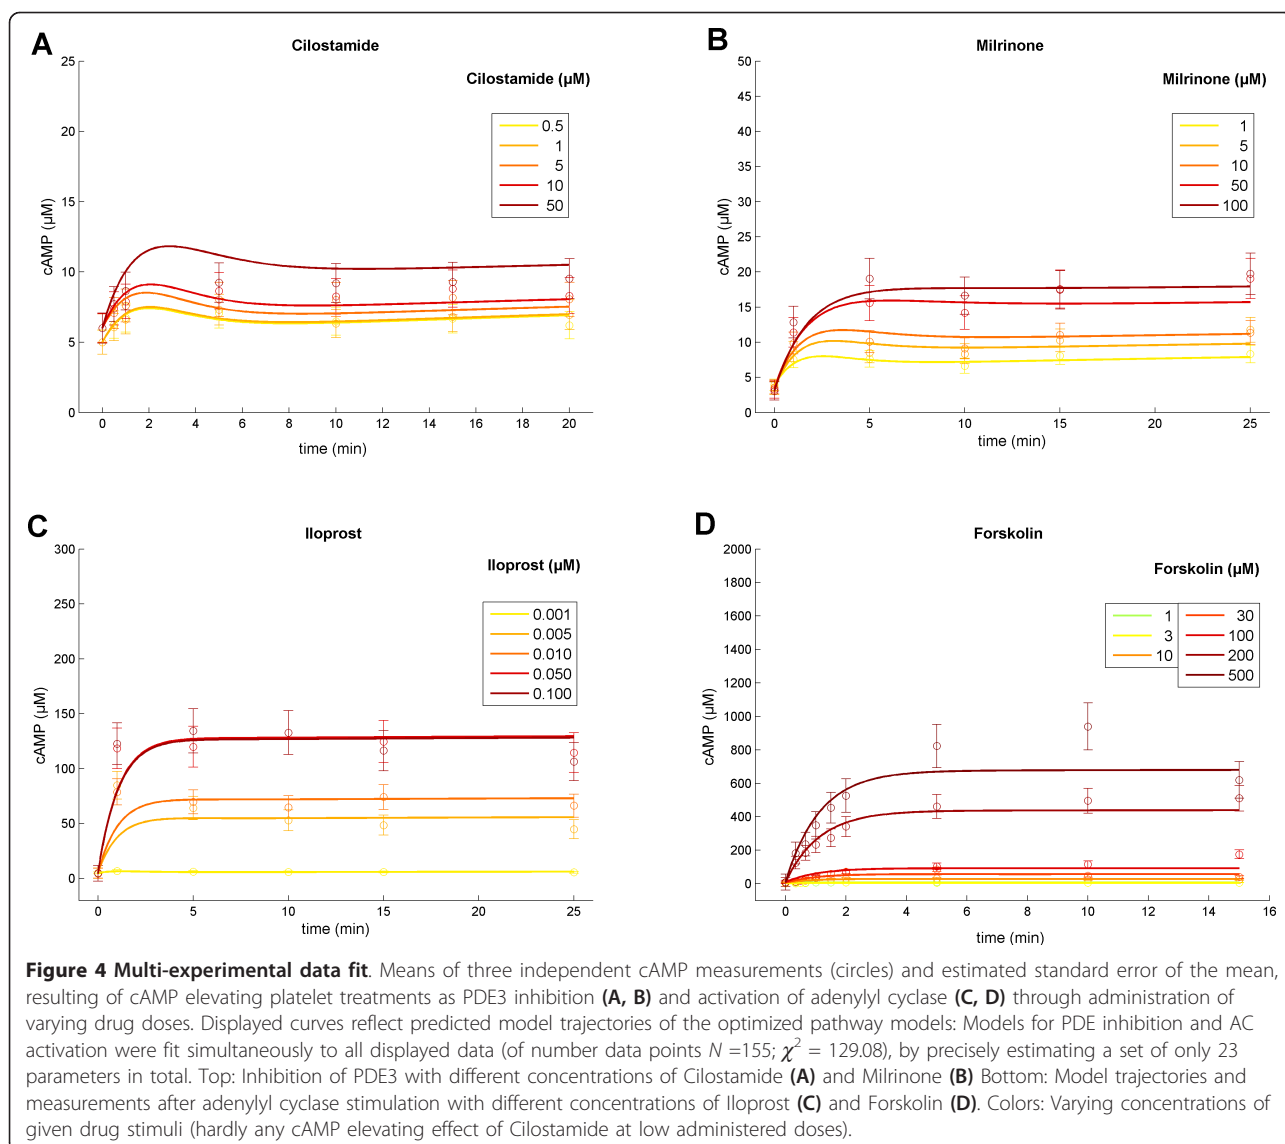 A
Cilostamide
25
20
15
10
5
0
cAMP (µM)
0 2 4 6 8 10 12 14 16 18 20
time (min)
Cilostamide (µM)
0.5
1
5
10
50
B
Milrinone
50
45
40
35
30
25
20
15
10
5
0
cAMP (µM)
0 5 10 15 20 25
time (min)
Milrinone (µM)
1
5
10
50
100
C
Iloprost
300
250
200
150
100
50
0
cAMP (µM)
0 5 10 15 20 25
time (min)
Iloprost (µM)
0.001
0.005
0.010
0.050
0.100
D
Forskolin
2000
1800
1600
1400
1200
1000
800
600
400
200
0
cAMP (µM)
0 2 4 6 8 10 12 14 16
time (min)
Forskolin (µM)
1
3
10
30
100
200
500
Figure 4 Multi-experimental data fit. Means of three independent cAMP measurements (circles) and estimated standard error of the mean,
resulting of cAMP elevating platelet treatments as PDE3 inhibition (A, B) and activation of adenylyl cyclase (C, D) through administration of
varying drug doses. Displayed curves reflect predicted model trajectories of the optimized pathway models: Models for PDE inhibition and AC
activation were fit simultaneously to all displayed data (of number data points N =155; χ² = 129.08), by precisely estimating a set of only 23
parameters in total. Top: Inhibition of PDE3 with different concentrations of Cilostamide (A) and Milrinone (B) Bottom: Model trajectories and
measurements after adenylyl cyclase stimulation with different concentrations of Iloprost (C) and Forskolin (D). Colors: Varying concentrations of
given drug stimuli (hardly any cAMP elevating effect of Cilostamide at low administered doses).